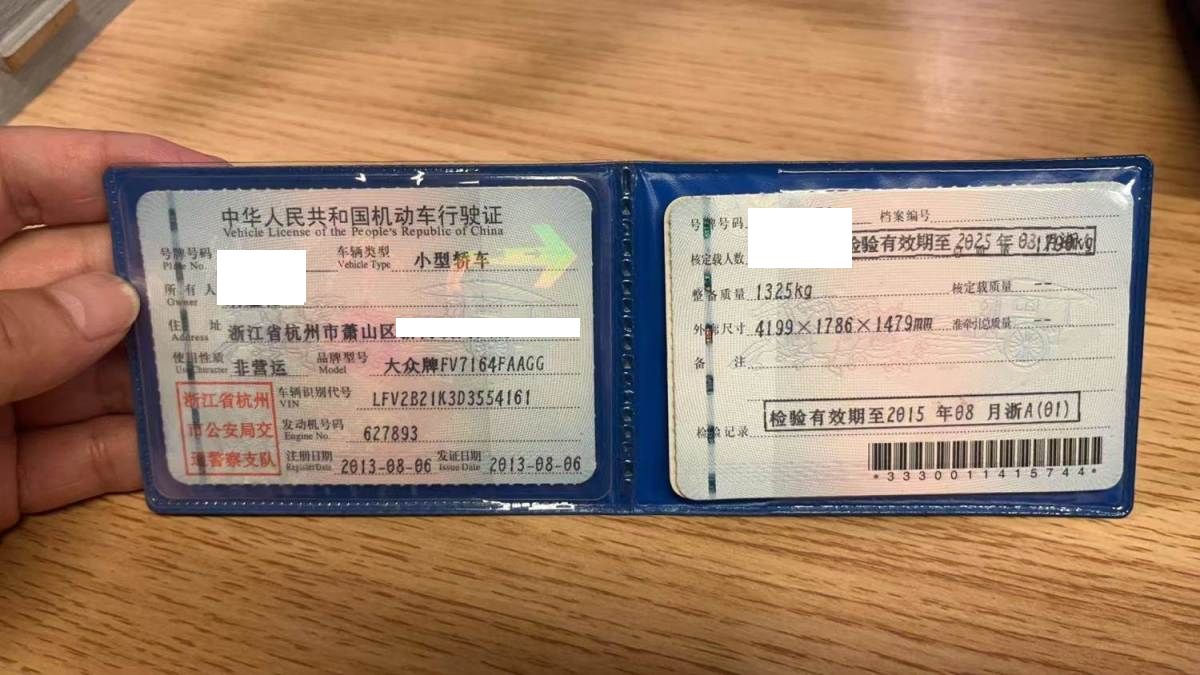 中华人民共和国机动车行驶证
Vehicle License of the People's Republic of China
号牌号码 车辆类型 小型轿车
Plate No. Vehicle Type
所有人
Owner
住址 浙江省杭州市萧山区
Address
使用性质 非营运 品牌型号 大众牌FV7164FAAGG
Use Character Model
浙江省杭州市公安局交通警察支队
车辆识别代号 LFV2B21K3D3554161
VIN
发动机号码 627893
Engine No.
注册日期 2013-08-06 发证日期 2013-08-06
Register Date Issue Date
号牌号码 档案编号
检验有效期至 2025 年 03
核定载人数
整备质量 1325kg 核定载质量 --
外廓尺寸 4199×1786×1479mm 准牵引总质量 --
备注
检验有效期至2015 年08 月浙A(01)
检验记录
*3330011415744*